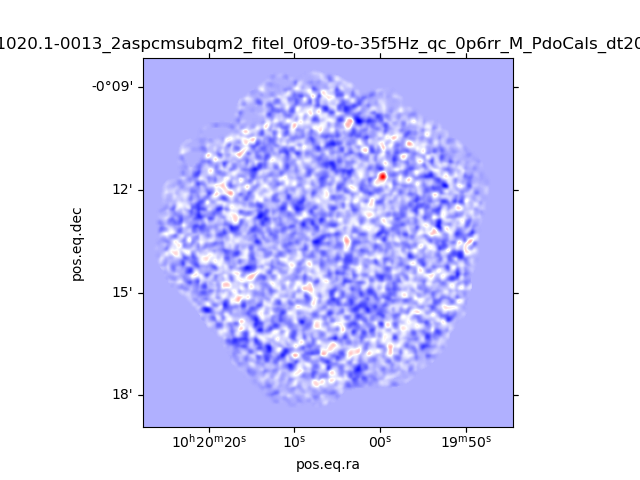 1020.1-0013_2aspcmsubqm2_fitel_0f09-to-35f5Hz_qc_0p6rr_M_PdoCals_dt20
-0°09'
12'
15'
18'
pos.eq.dec
10h20m20s 10s 00s 19m50s
pos.eq.ra